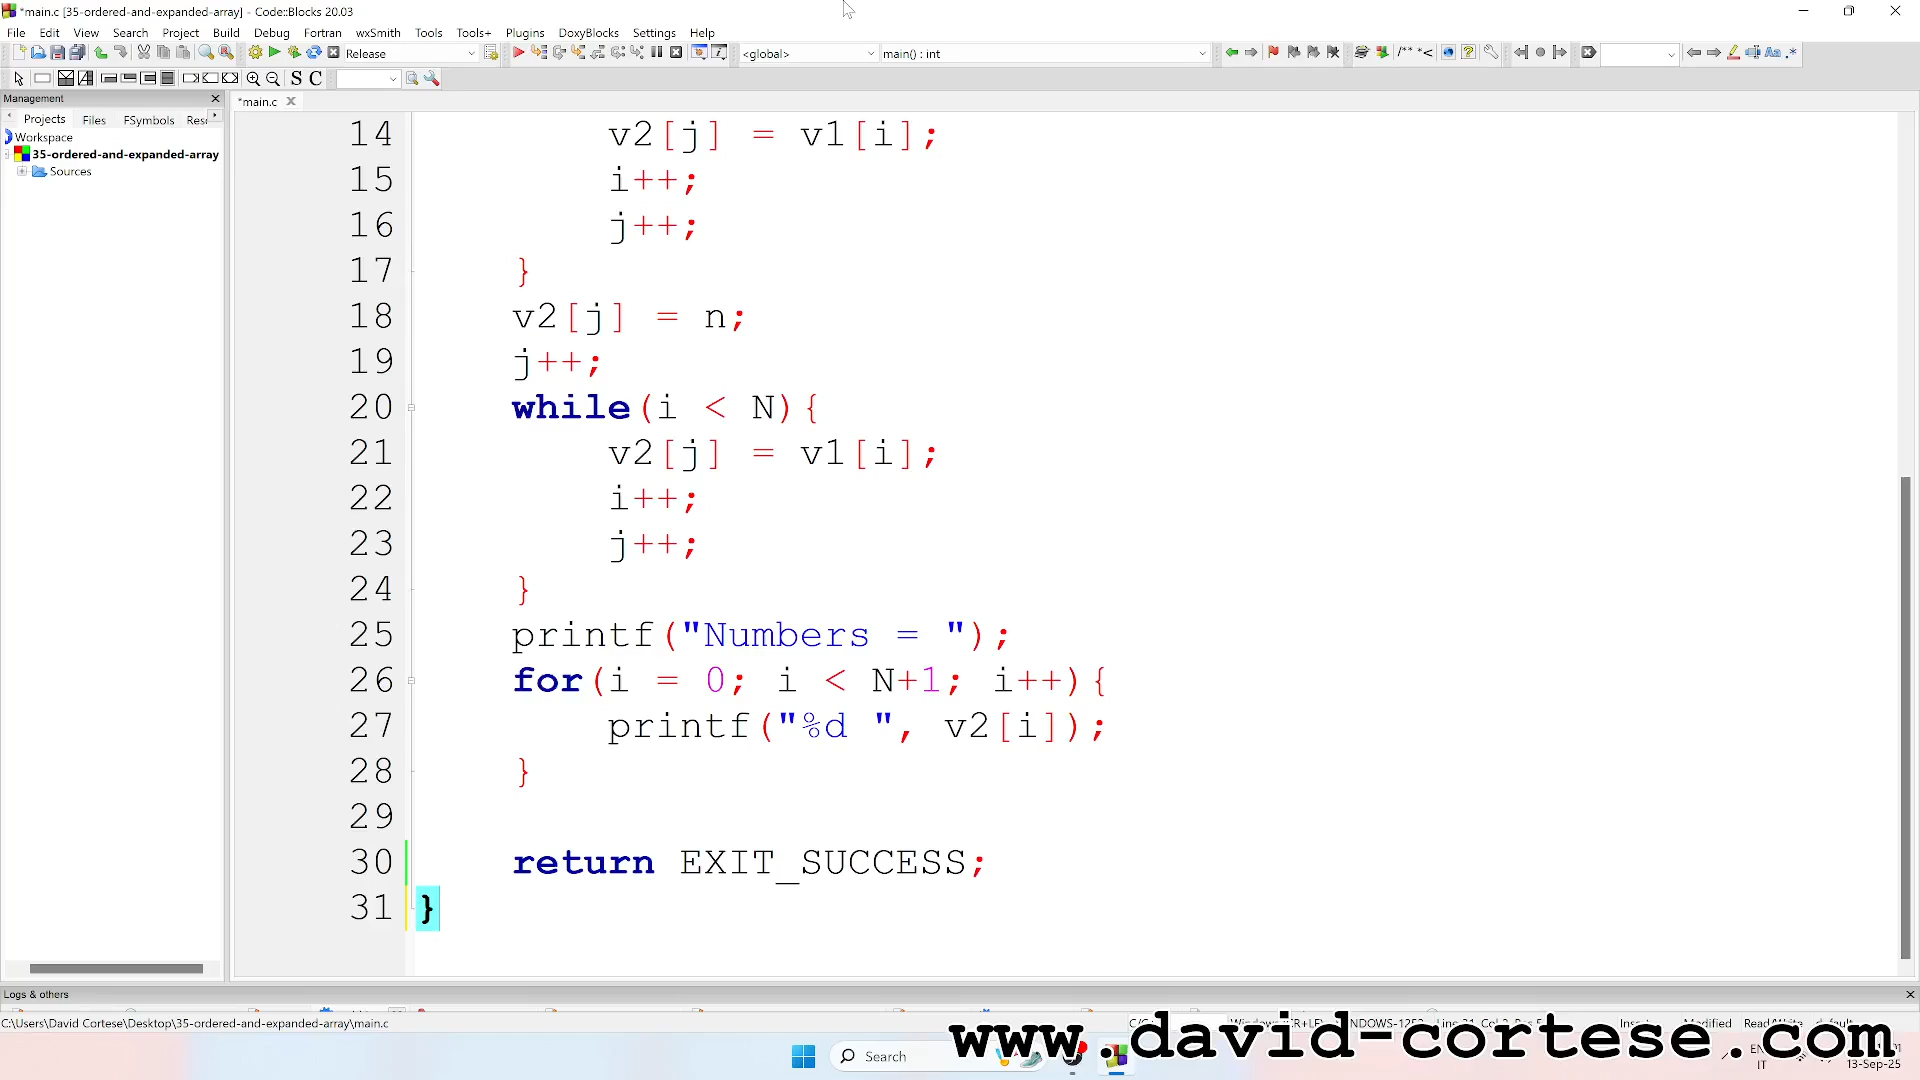 *main.c [35-ordered-and-expanded-array] - Code::Blocks 20.03
File Edit View Search Project Build Debug Fortran wxSmith Tools Tools+ Plugins DoxyBlocks Settings Help
Release <global> main() : int /** *<
S C
Management
*main.c
Projects Files FSymbols
Workspace
35-ordered-and-expanded-array
Sources
14 v2[j] = v1[i];
15 i++;
16 j++;
17 }
18 v2[j] = n;
19 j++;
20 while(i < N){
21 v2[j] = v1[i];
22 i++;
23 j++;
24 }
25 printf("Numbers = ");
26 for(i = 0; i < N+1; i++){
27 printf("%d ", v2[i]);
28 }
29
30 return EXIT_SUCCESS;
31 }
Logs & others
C:\Users\David Cortese\Desktop\35-ordered-and-expanded-array\main.c
www.david-cortese.com
Search
IT
13-Sep-25